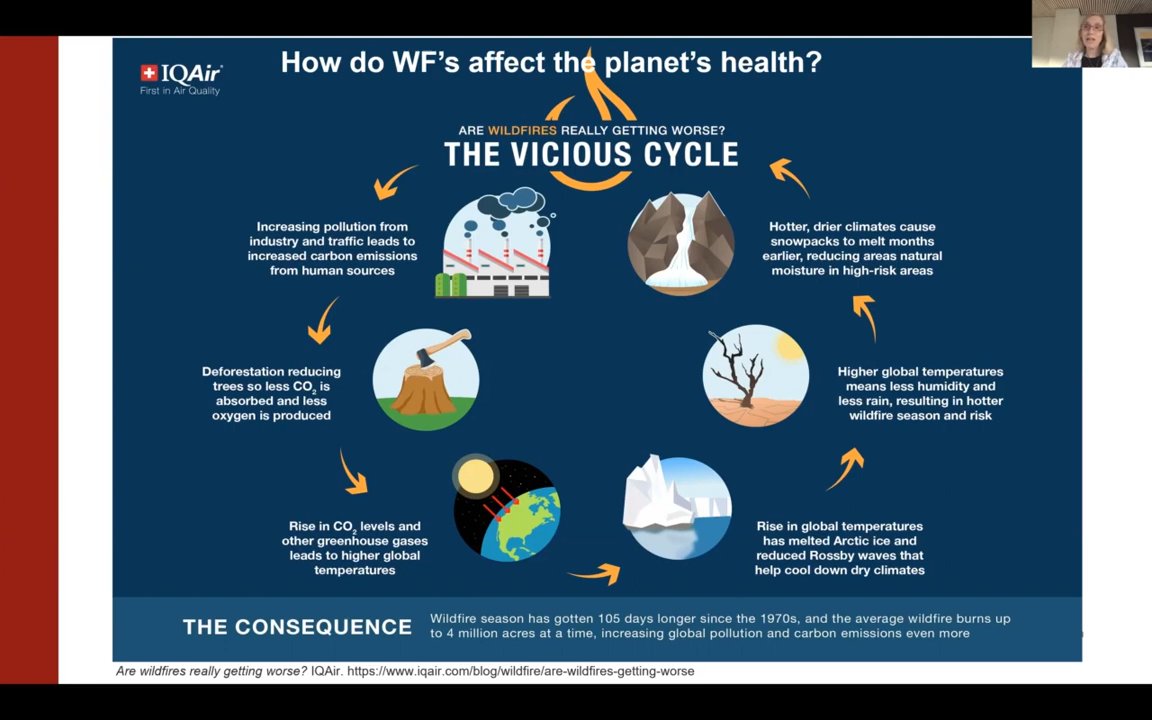 How do WF's affect the planet's health?
IQAir
First in Air Quality
ARE WILDFIRES REALLY GETTING WORSE?
THE VICIOUS CYCLE
Increasing pollution from
industry and traffic leads to
increased carbon emissions
from human sources
Deforestation reducing
trees so less CO₂ is
absorbed and less
oxygen is produced
Rise in CO₂ levels and
other greenhouse gases
leads to higher global
temperatures
Rise in global temperatures
has melted Arctic ice and
reduced Rossby waves that
help cool down dry climates
Higher global temperatures
means less humidity and
less rain, resulting in hotter
wildfire season and risk
Hotter, drier climates cause
snowpacks to melt months
earlier, reducing areas natural
moisture in high-risk areas
THE CONSEQUENCE
Wildfire season has gotten 105 days longer since the 1970s, and the average wildfire burns up
to 4 million acres at a time, increasing global pollution and carbon emissions even more
Are wildfires really getting worse? IQAir. https://www.iqair.com/blog/wildfire/are-wildfires-getting-worse